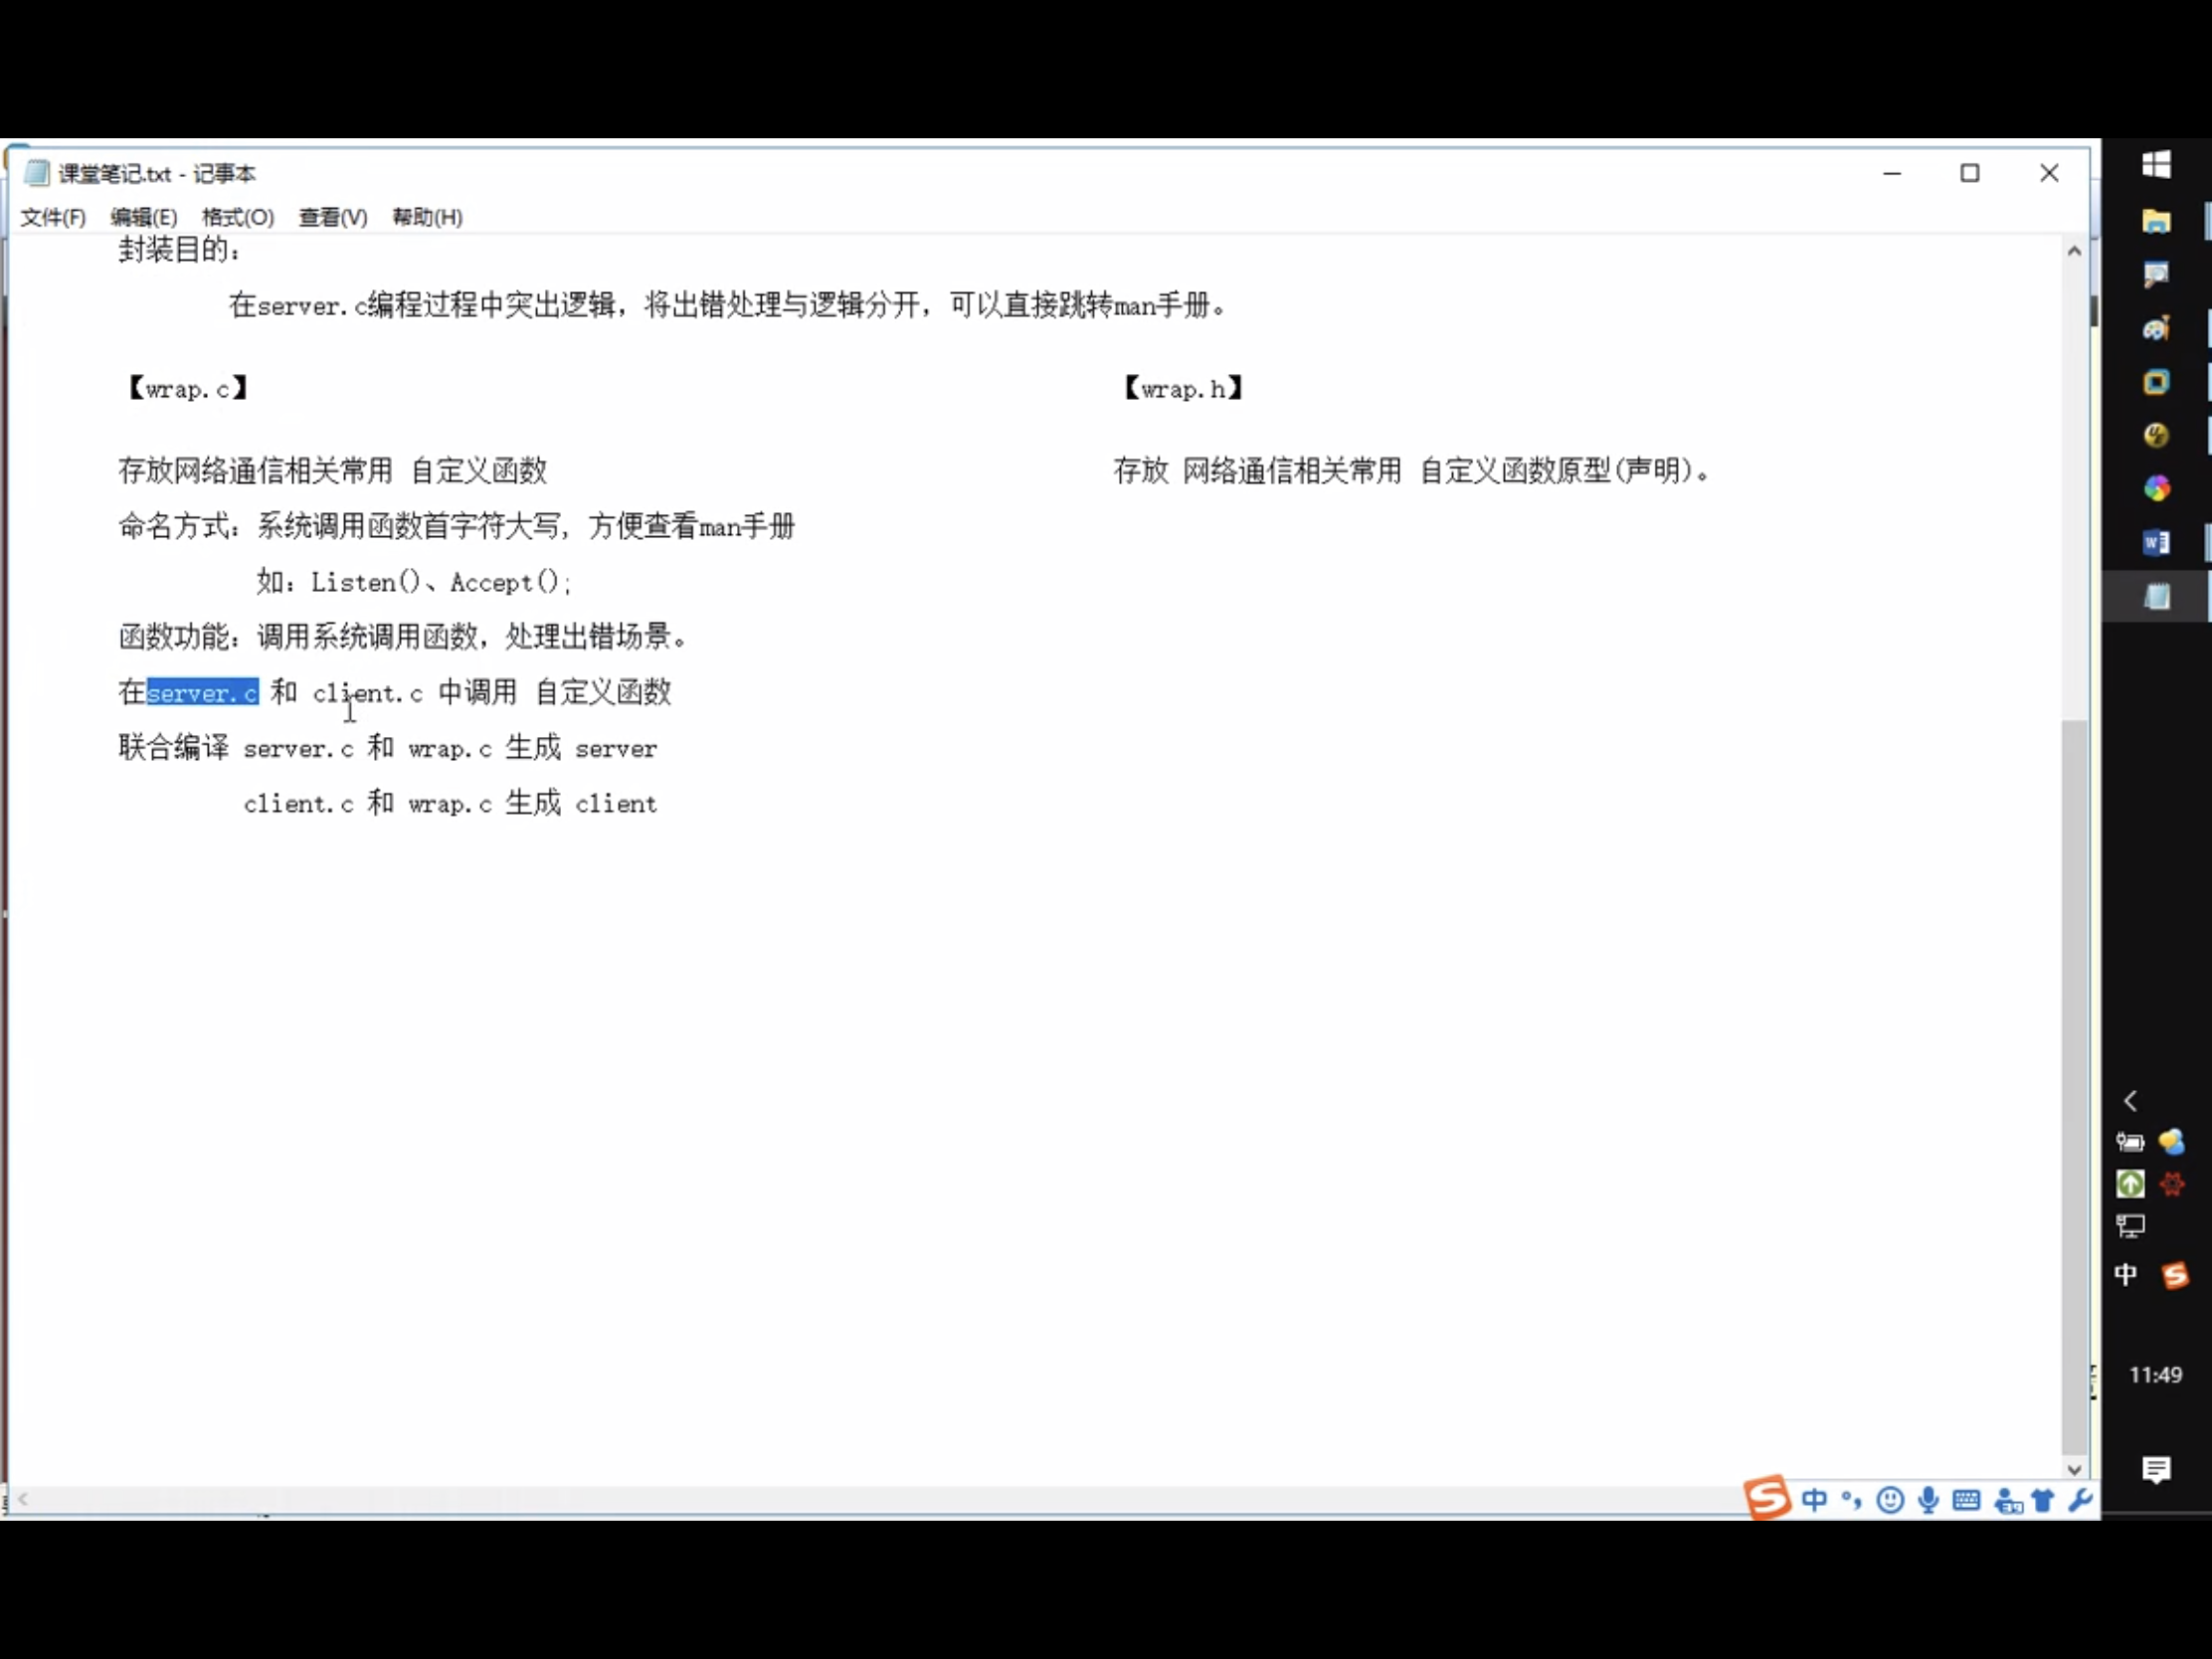 课堂笔记.txt - 记事本
文件(F) 编辑(E) 格式(O) 查看(V) 帮助(H)
封装目的：
在server.c编程过程中突出逻辑，将出错处理与逻辑分开，可以直接跳转man手册。
【wrap.c】 【wrap.h】
存放网络通信相关常用 自定义函数 存放 网络通信相关常用 自定义函数原型(声明)。
命名方式：系统调用函数首字符大写, 方便查看man手册
如：Listen()、Accept();
函数功能：调用系统调用函数，处理出错场景。
在server.c 和 client.c 中调用 自定义函数
联合编译 server.c 和 wrap.c 生成 server
client.c 和 wrap.c 生成 client
中
11:49
中